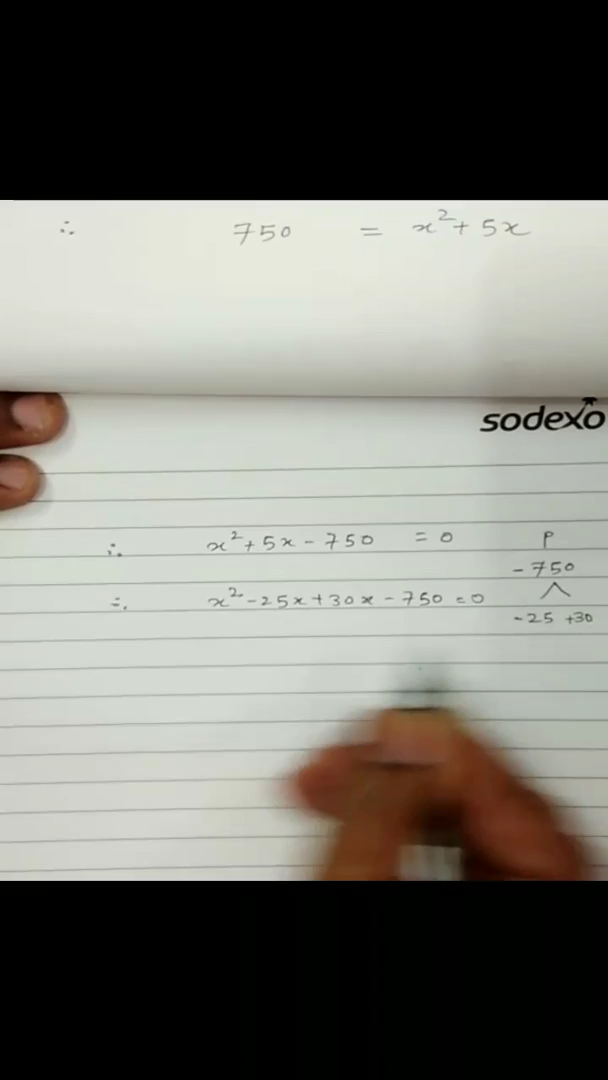 ∴ 750 = x² + 5x
sodexo
∴ x² + 5x - 750 = 0
P
-750
∴ x² - 25x + 30x - 750 = 0
-25 +30